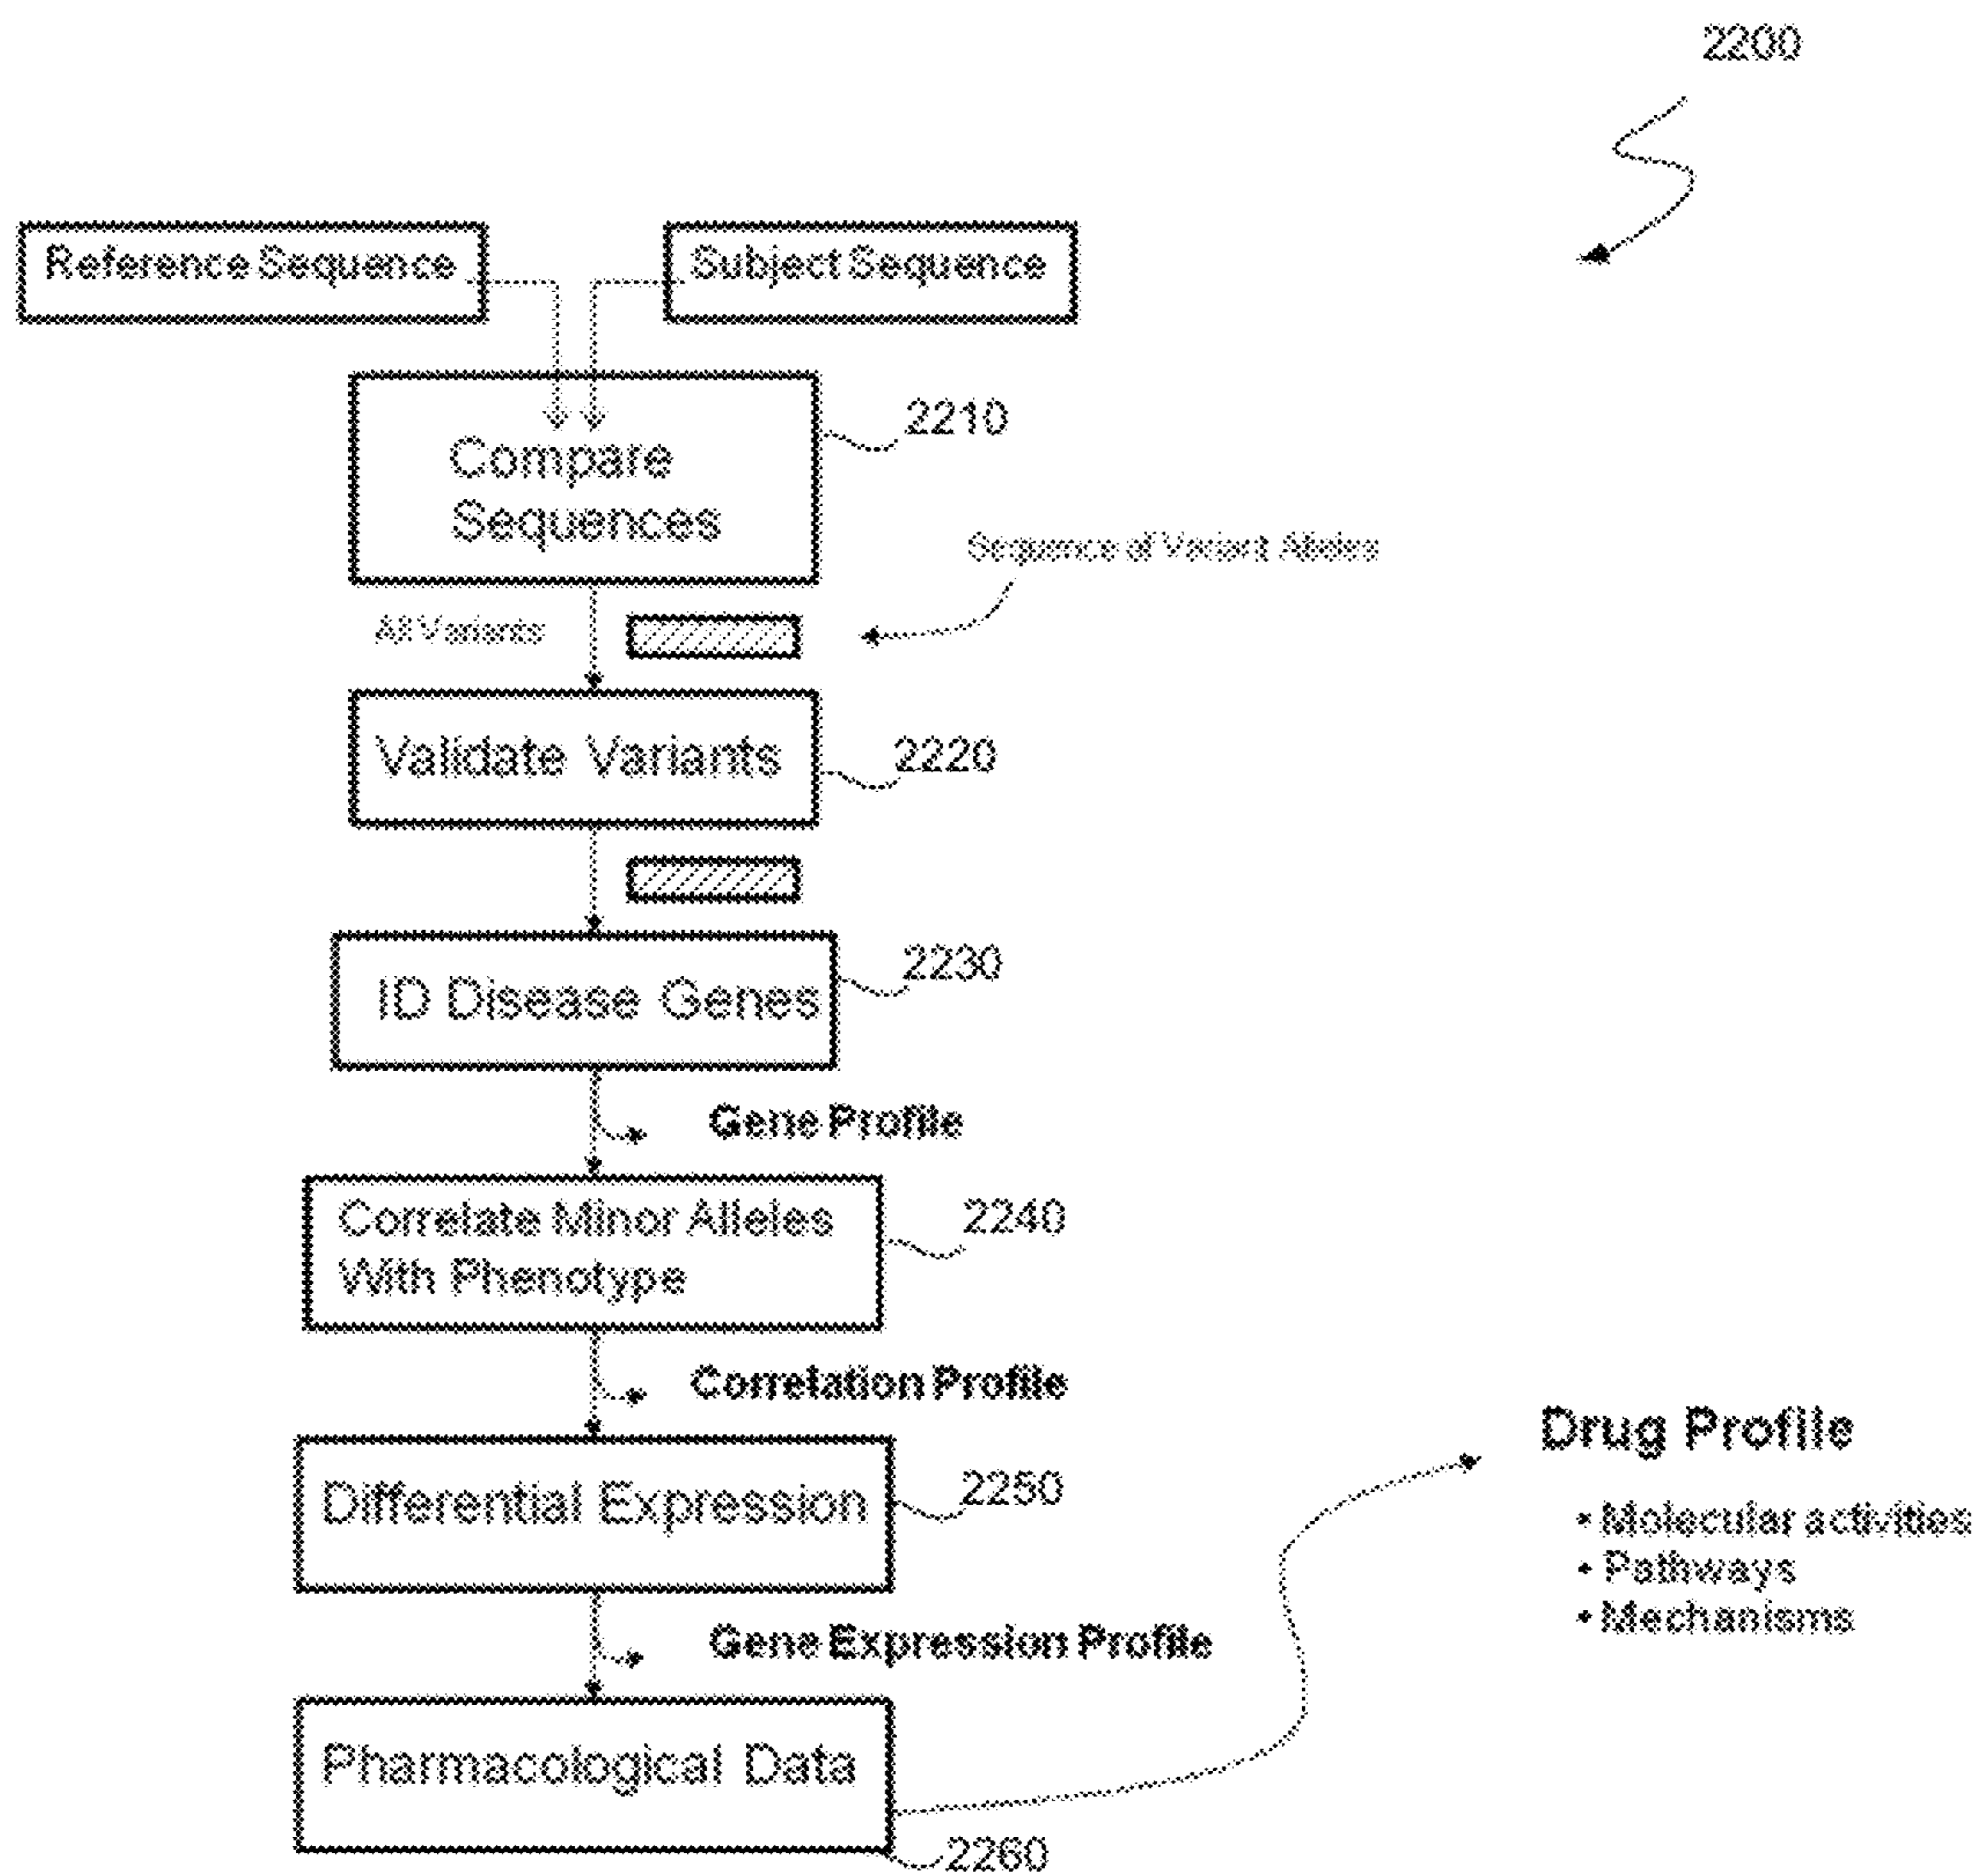 2200
Reference Sequence
Subject Sequence
2210
Compare
Sequences
Sequence of Variant Alleles
All Variants
Validate Variants
2220
2230
ID Disease Genes
Gene Profile
Correlate Minor Alleles
With Phenotype
2240
Correlation Profile
Drug Profile
• Molecular activities
• Pathways
• Mechanisms
Differential Expression
2250
Gene Expression Profile
Pharmacological Data
2260